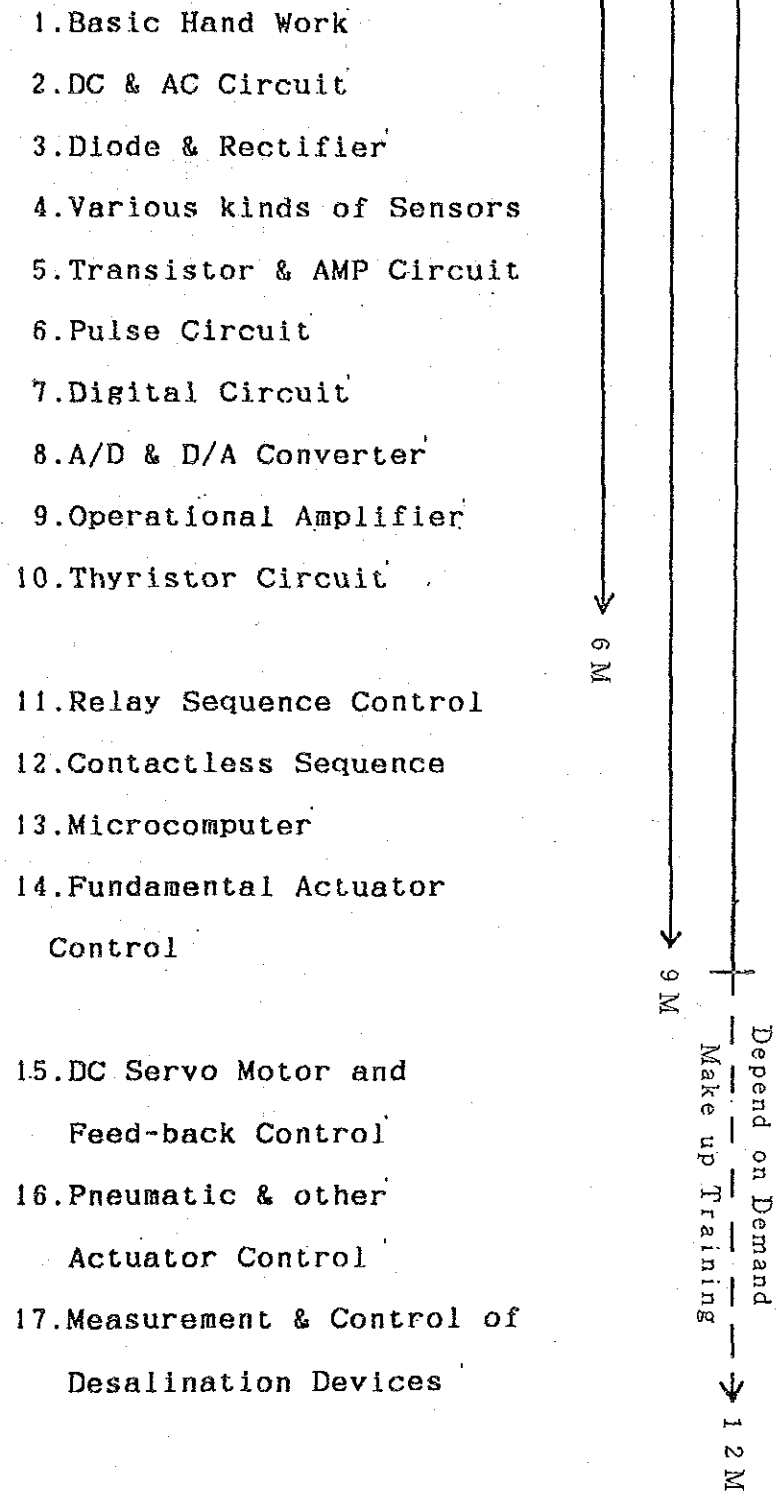 1.Basic Hand Work
2.DC & AC Circuit
3.Diode & Rectifier
4.Various kinds of Sensors
5.Transistor & AMP Circuit
6.Pulse Circuit
7.Digital Circuit
8.A/D & D/A Converter
9.Operational Amplifier
10.Thyristor Circuit
6M
11.Relay Sequence Control
12.Contactless Sequence
13.Microcomputer
14.Fundamental Actuator
Control
9M
15.DC Servo Motor and
Feed-back Control
16.Pneumatic & other
Actuator Control
17.Measurement & Control of
Desalination Devices
Depend on Demand
Make up Training
12M